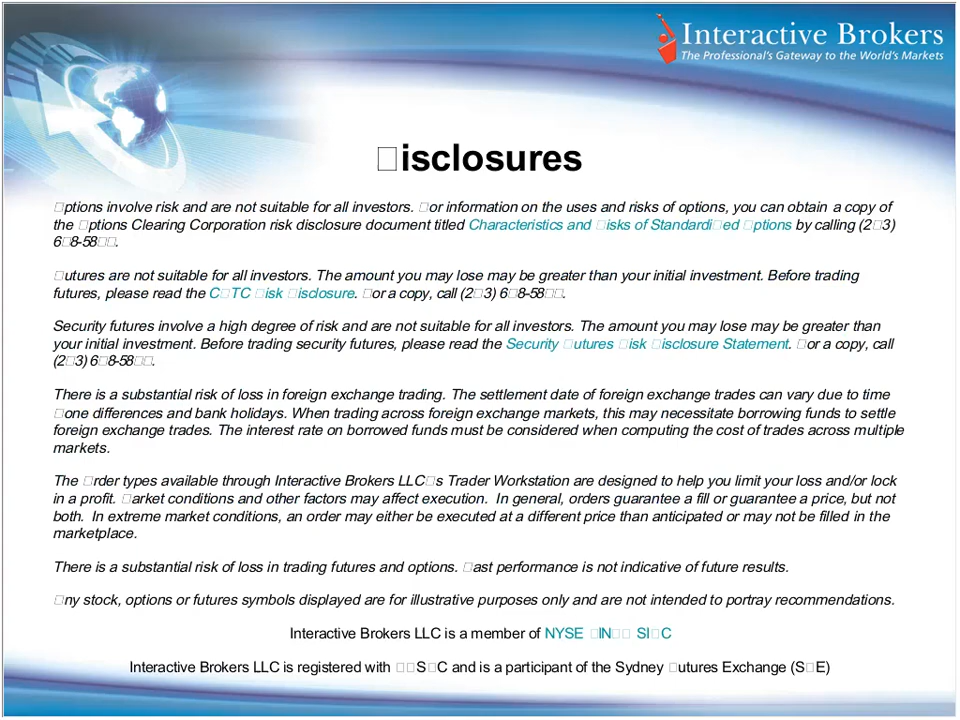 Interactive Brokers
The Professional's Gateway to the World's Markets
□isclosures
□ptions involve risk and are not suitable for all investors. □or information on the uses and risks of options, you can obtain a copy of
the □ptions Clearing Corporation risk disclosure document titled Characteristics and □isks of Standardi□ed □ptions by calling (2□3)
6□8-58□□.
□utures are not suitable for all investors. The amount you may lose may be greater than your initial investment. Before trading
futures, please read the C□TC □isk □isclosure. □or a copy, call (2□3) 6□8-58□□.
Security futures involve a high degree of risk and are not suitable for all investors. The amount you may lose may be greater than
your initial investment. Before trading security futures, please read the Security □utures □isk □isclosure Statement. □or a copy, call
(2□3) 6□8-58□□.
There is a substantial risk of loss in foreign exchange trading. The settlement date of foreign exchange trades can vary due to time
□one differences and bank holidays. When trading across foreign exchange markets, this may necessitate borrowing funds to settle
foreign exchange trades. The interest rate on borrowed funds must be considered when computing the cost of trades across multiple
markets.
The □rder types available through Interactive Brokers LLC□s Trader Workstation are designed to help you limit your loss and/or lock
in a profit. □arket conditions and other factors may affect execution. In general, orders guarantee a fill or guarantee a price, but not
both. In extreme market conditions, an order may either be executed at a different price than anticipated or may not be filled in the
marketplace.
There is a substantial risk of loss in trading futures and options. □ast performance is not indicative of future results.
□ny stock, options or futures symbols displayed are for illustrative purposes only and are not intended to portray recommendations.
Interactive Brokers LLC is a member of NYSE □IN□□ SI□C
Interactive Brokers LLC is registered with □□S□C and is a participant of the Sydney □utures Exchange (S□E)